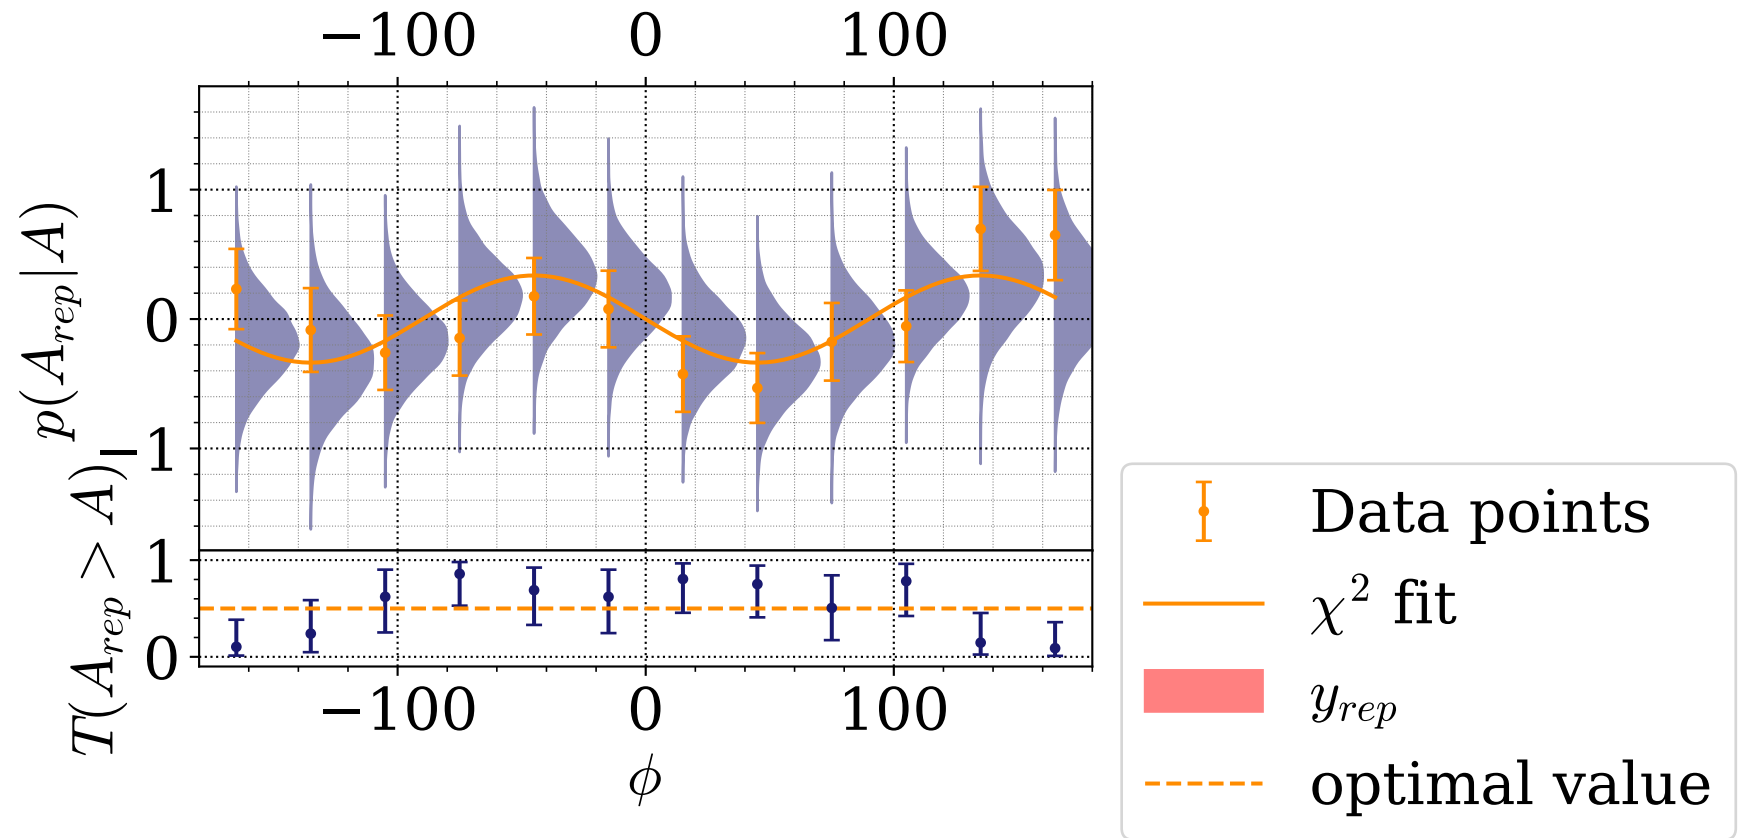 −100 0 100
p(A_rep|A)
1
0
−1
T(A_rep > A)
1
0
−100 0 100
ϕ
Data points
χ² fit
y_rep
optimal value